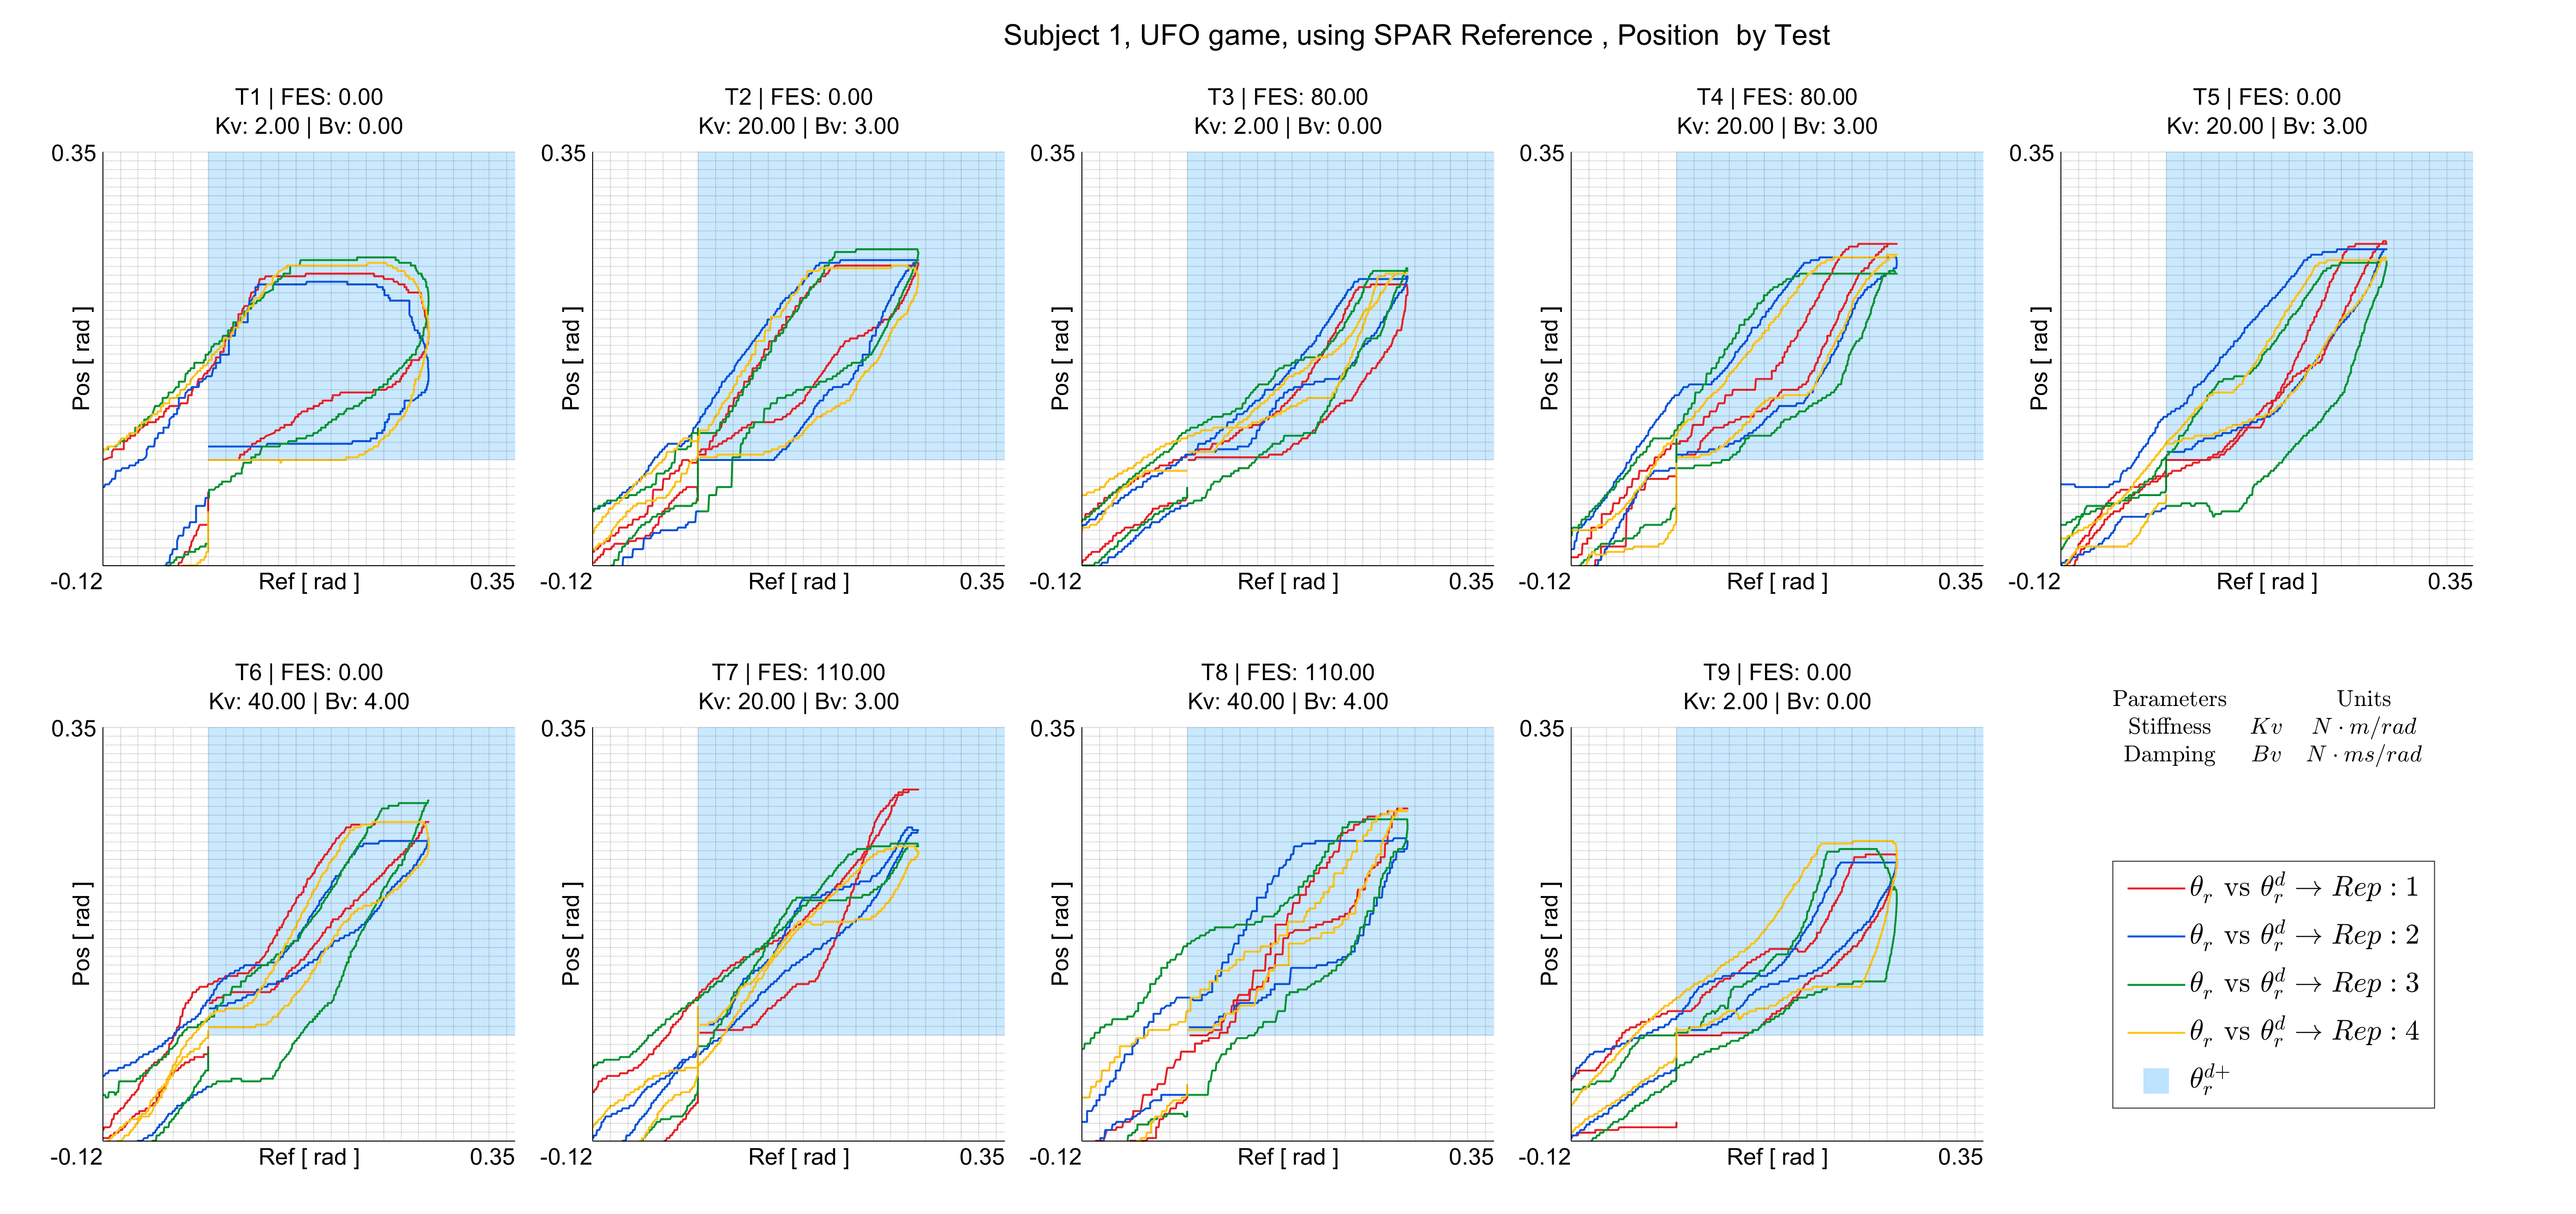 Subject 1, UFO game, using SPAR Reference , Position by Test
T1 | FES: 0.00
Kv: 2.00 | Bv: 0.00
0.35
Pos [ rad ]
-0.12
Ref [ rad ]
0.35
T2 | FES: 0.00
Kv: 20.00 | Bv: 3.00
0.35
Pos [ rad ]
-0.12
Ref [ rad ]
0.35
T3 | FES: 80.00
Kv: 2.00 | Bv: 0.00
0.35
Pos [ rad ]
-0.12
Ref [ rad ]
0.35
T4 | FES: 80.00
Kv: 20.00 | Bv: 3.00
0.35
Pos [ rad ]
-0.12
Ref [ rad ]
0.35
T5 | FES: 0.00
Kv: 20.00 | Bv: 3.00
0.35
Pos [ rad ]
-0.12
Ref [ rad ]
0.35
T6 | FES: 0.00
Kv: 40.00 | Bv: 4.00
0.35
Pos [ rad ]
-0.12
Ref [ rad ]
0.35
T7 | FES: 110.00
Kv: 20.00 | Bv: 3.00
0.35
Pos [ rad ]
-0.12
Ref [ rad ]
0.35
T8 | FES: 110.00
Kv: 40.00 | Bv: 4.00
0.35
Pos [ rad ]
-0.12
Ref [ rad ]
0.35
T9 | FES: 0.00
Kv: 2.00 | Bv: 0.00
0.35
Pos [ rad ]
-0.12
Ref [ rad ]
0.35
Parameters Units
Stiffness Kv N · m/rad
Damping Bv N · ms/rad
θ_r vs θ_r^d → Rep : 1
θ_r vs θ_r^d → Rep : 2
θ_r vs θ_r^d → Rep : 3
θ_r vs θ_r^d → Rep : 4
θ_r^{d+}